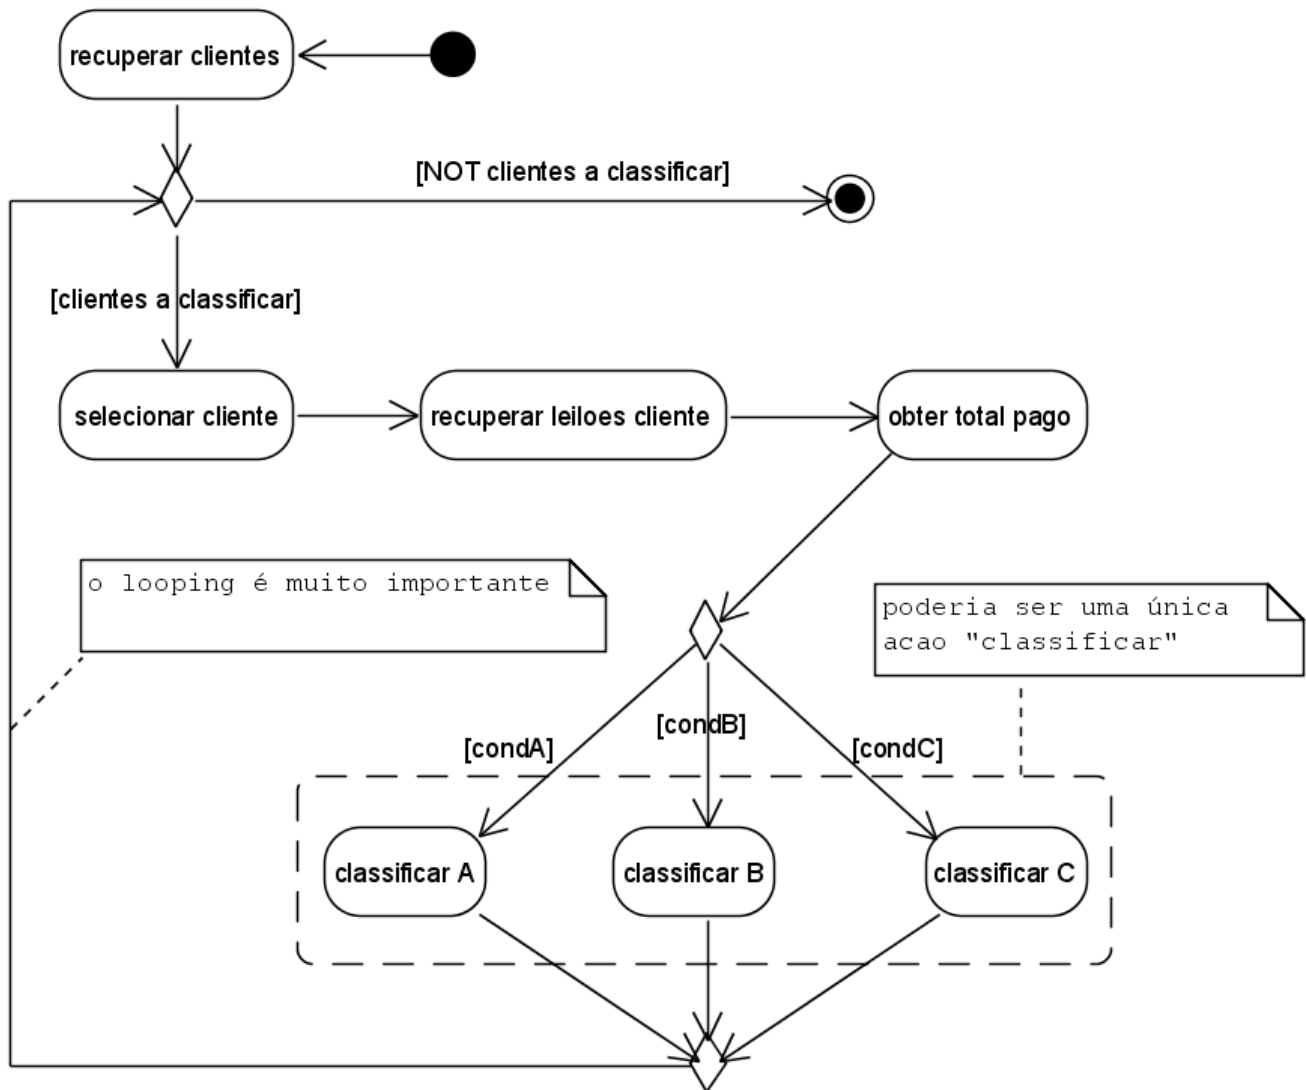 recuperar clientes
[NOT clientes a classificar]
[clientes a classificar]
selecionar cliente
recuperar leiloes cliente
obter total pago
o looping é muito importante
poderia ser uma única
acao "classificar"
[condA]
[condB]
[condC]
classificar A
classificar B
classificar C